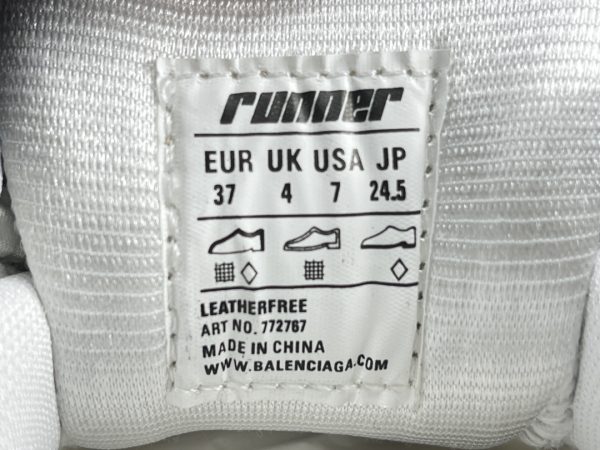 runner
EUR UK USA JP
37 4 7 24.5
LEATHERFREE
ART NO. 772767
MADE IN CHINA
WWW.BALENCIAGA.COM